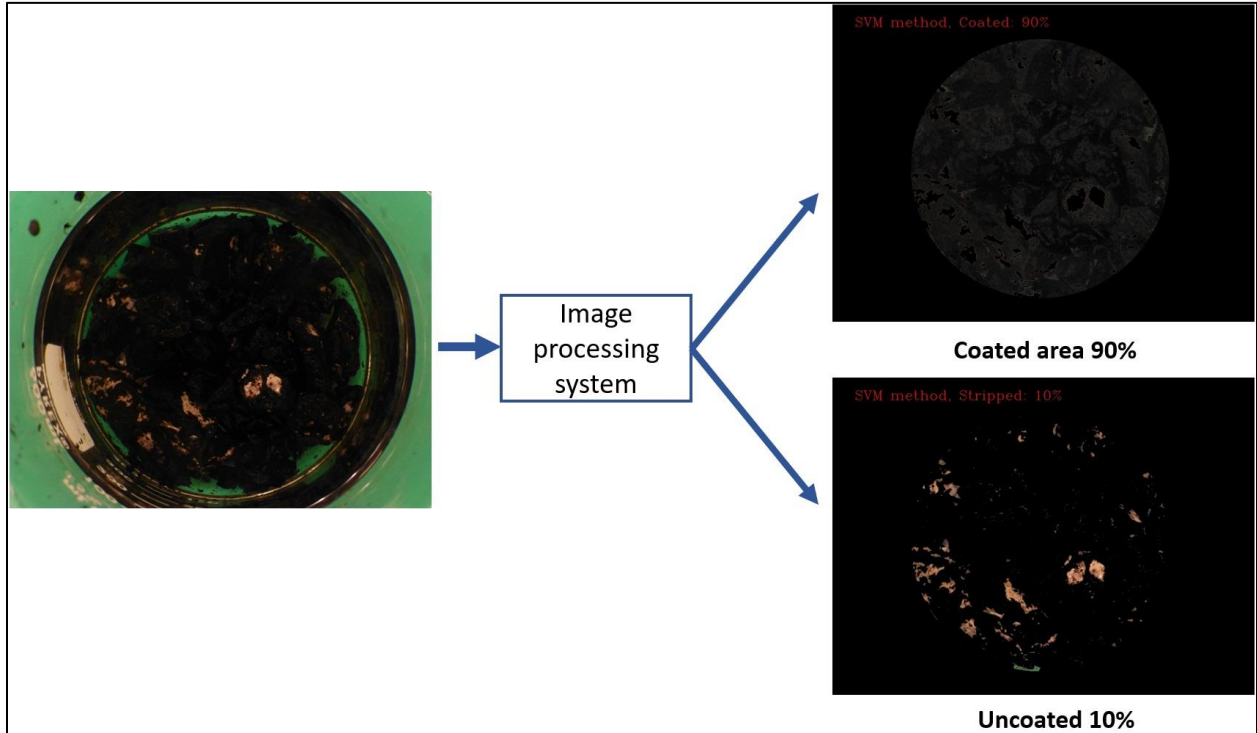 SVM method, Coated: 90%
Coated area 90%
Image
processing
system
SVM method, Stripped: 10%
Uncoated 10%